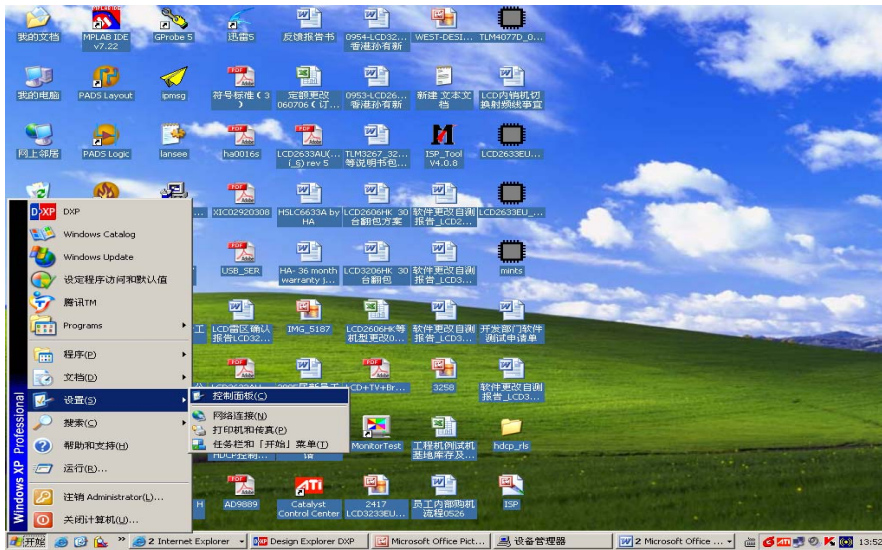 我的文档
MPLAB IDE
v7.22
GProbe 5
迅雷5
反馈报告书
0954-LCD32...
香港孙有新
WEST-DESI...
TLM4077D_0...
我的电脑
PADS Layout
ipmsg
符号标准(3
)
定额更改
060706(订...
0953-LCD26...
香港孙有新
新建 文本文
档
LCD内销机切
换射频线事宜
网上邻居
PADS Logic
lansee
ha0016s
LCD2633AU(...
(_§) rev 5
TLM3267_32...
等说明书包...
ISP_Tool
V4.0.8
LCD2633EU...
XIC02920308
HSLC6633A by
HA
LCD2606HK 30
台翻包方案
软件更改自测
报告_LCD2...
LCD2633EU_...
USB_SER
HA- 36 month
warranty j...
LCD3206HK 30
台翻包
软件更改自测
报告_LCD3...
mints
工
LCD雷区确认
报告LCD32...
IMG_5187
LCD2606HK等
机型更改0...
软件更改自测
报告_LCD3...
开发部门软件
测试申请单
LCD+TV+Br...
3258
软件更改自测
报告_LCD3...
MonitorTest
工程机例试机
基地库存及...
hdcp_rls
H
AD9889
Catalyst
Control Center
2417
LCD3233EU...
员工内部购机
流程0526
ISP
Windows XP Professional
DXP
Windows Catalog
Windows Update
设定程序访问和默认值
腾讯TM
Programs
程序(P)
文档(D)
设置(S)
搜索(C)
帮助和支持(H)
运行(R)...
注销 Administrator(L)...
关闭计算机(U)...
控制面板(C)
网络连接(N)
打印机和传真(P)
任务栏和「开始」菜单(T)
开始
2 Internet Explorer
Design Explorer DXP
Microsoft Office Pict...
设备管理器
2 Microsoft Office ...
13:52